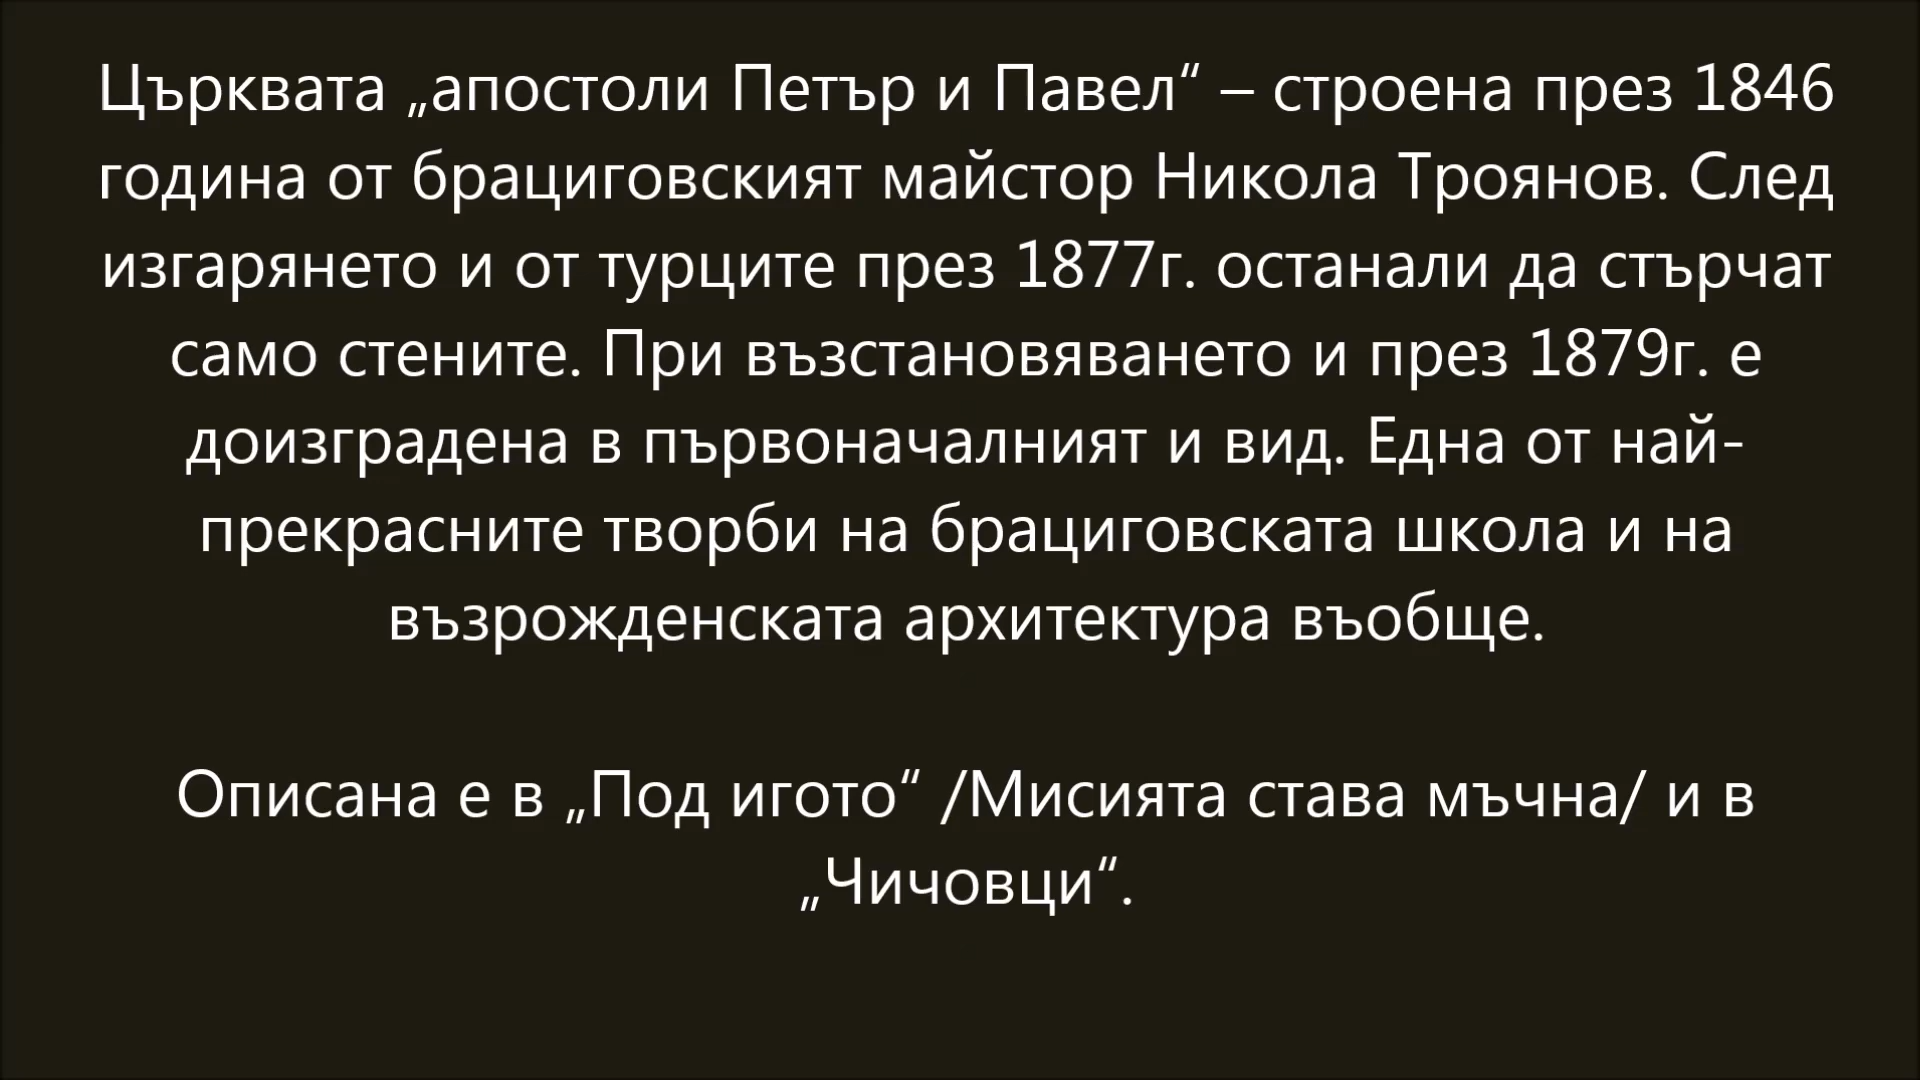 Църквата „апостоли Петър и Павел“ – строена през 1846
година от брациговският майстор Никола Троянов. След
изгарянето и от турците през 1877г. останали да стърчат
само стените. При възстановяването и през 1879г. е
доизградена в първоначалният и вид. Една от най-
прекрасните творби на брациговската школа и на
възрожденската архитектура въобще.
Описана е в „Под игото“ /Мисията става мъчна/ и в
„Чичовци“.